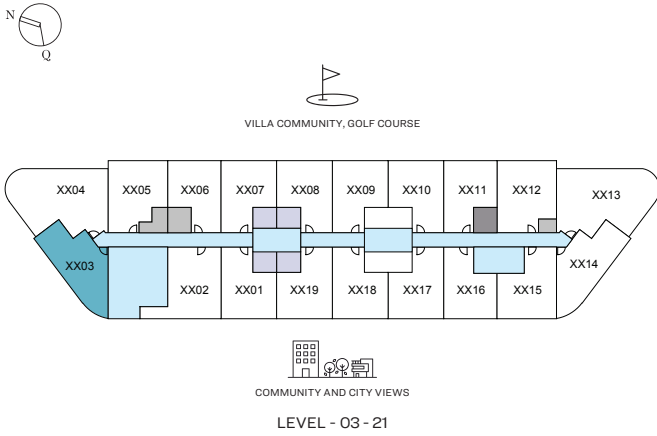 N
Q
VILLA COMMUNITY, GOLF COURSE
XX04 XX05 XX06 XX07 XX08 XX09 XX10 XX11 XX12 XX13
XX03 XX14
XX02 XX01 XX19 XX18 XX17 XX16 XX15
COMMUNITY AND CITY VIEWS
LEVEL - 03 - 21